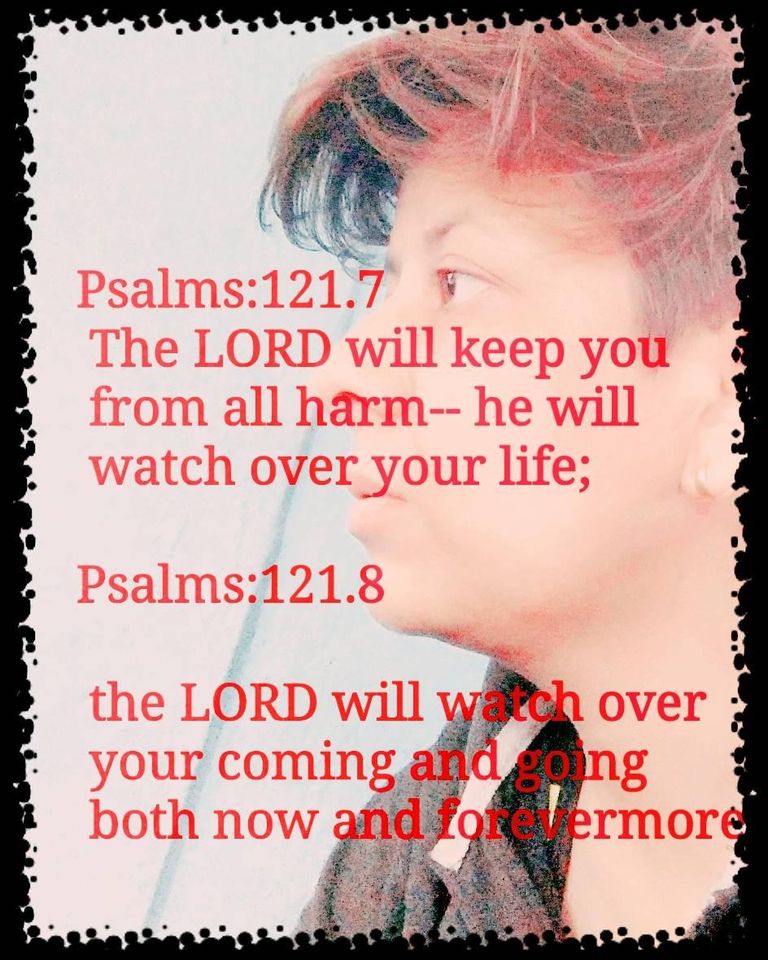 Psalms:121.7
The LORD will keep you
from all harm-- he will
watch over your life;
Psalms:121.8
the LORD will watch over
your coming and going
both now and forevermore